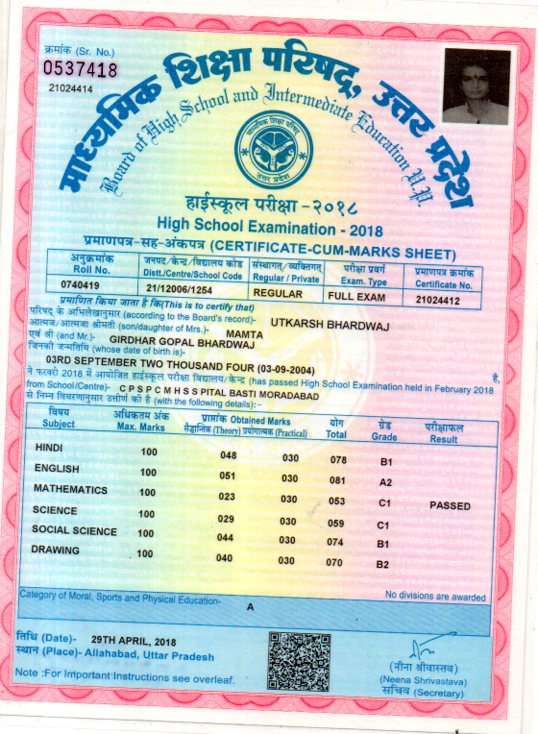 क्रमांक (Sr. No.)
0537418
21024414
माध्यमिक शिक्षा परिषद्, उत्तर प्रदेश
Board of High School and Intermediate Education U.P.
माध्यमिक शिक्षा परिषद
उत्तर प्रदेश
हाईस्कूल परीक्षा - २०१८
High School Examination - 2018
प्रमाणपत्र-सह-अंकपत्र (CERTIFICATE-CUM-MARKS SHEET)
अनुक्रमांक जनपद/केन्द्र/विद्यालय कोड संस्थागत/व्यक्तिगत परीक्षा प्रवर्ग प्रमाणपत्र क्रमांक
Roll No. Distt./Centre/School Code Regular / Private Exam. Type Certificate No.
0740419 21/12006/1254 REGULAR FULL EXAM 21024412
प्रमाणित किया जाता है कि(This is to certify that)
परिषद के अभिलेखानुसार (according to the Board's record)- UTKARSH BHARDWAJ
आत्मज/आत्मजा श्रीमती (son/daughter of Mrs.)- MAMTA
एवं श्री (and Mr.)- GIRDHAR GOPAL BHARDWAJ
जिनकी जन्मतिथि (whose date of birth is)-
03RD SEPTEMBER TWO THOUSAND FOUR (03-09-2004) है,
ने फरवरी 2018 में आयोजित हाईस्कूल परीक्षा विद्यालय/केन्द्र (has passed High School Examination held in February 2018
from School/Centre)- C P S P C M H S S PITAL BASTI MORADABAD
से निम्न विवरणानुसार उत्तीर्ण की है (with the following details):-
विषय अधिकतम अंक प्राप्तांक Obtained Marks योग ग्रेड परीक्षाफल
Subject Max. Marks सैद्धान्तिक (Theory) प्रयोगात्मक (Practical) Total Grade Result
HINDI 100 048 030 078 B1
ENGLISH 100 051 030 081 A2
MATHEMATICS 100 023 030 053 C1 PASSED
SCIENCE 100 029 030 059 C1
SOCIAL SCIENCE 100 044 030 074 B1
DRAWING 100 040 030 070 B2
Category of Moral, Sports and Physical Education- A No divisions are awarded
तिथि (Date)- 29TH APRIL, 2018
स्थान (Place)- Allahabad, Uttar Pradesh
(नीना श्रीवास्तव)
(Neena Shrivastava)
सचिव (Secretary)
Note :For Important Instructions see overleaf.